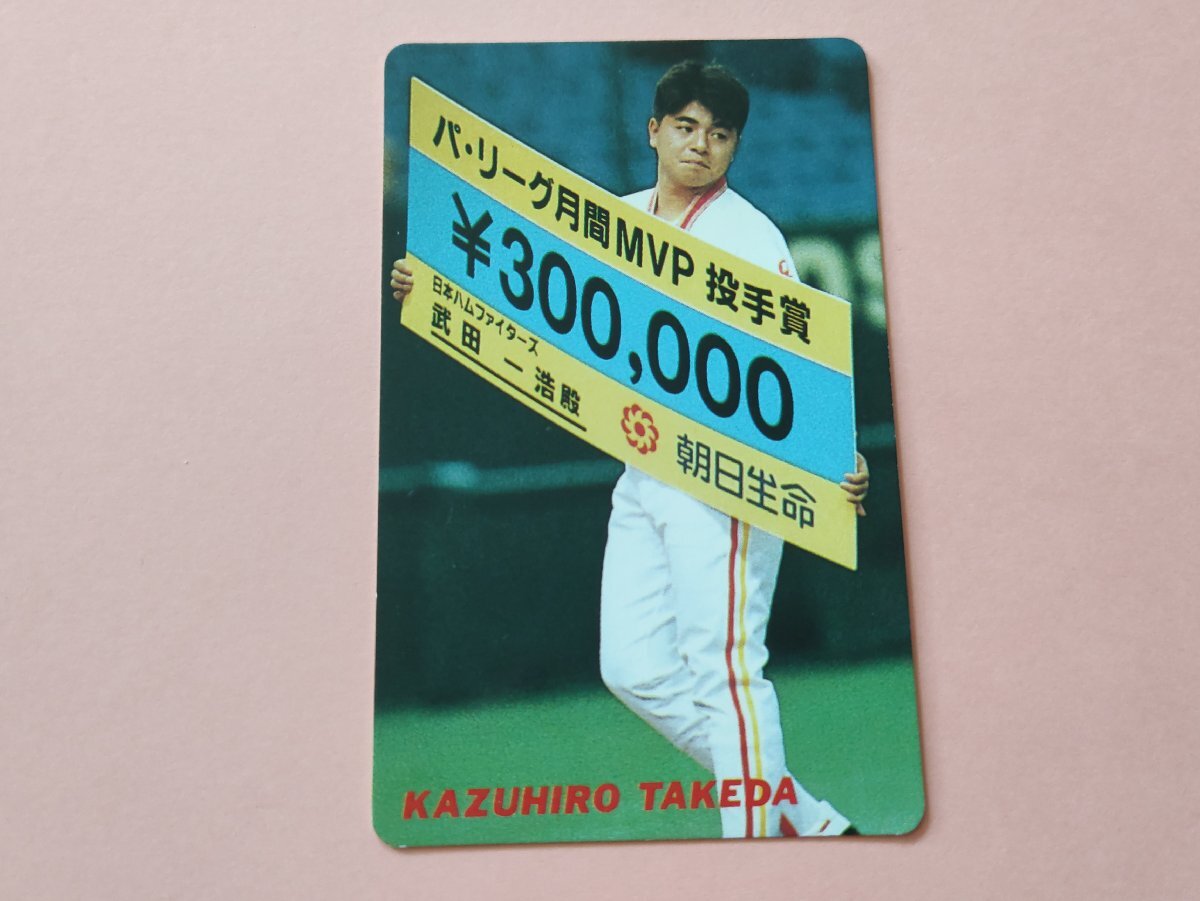 パ・リーグ月間MVP 投手賞
¥300,000
日本ハムファイターズ
武田 一浩殿
朝日生命
KAZUHIRO TAKEDA